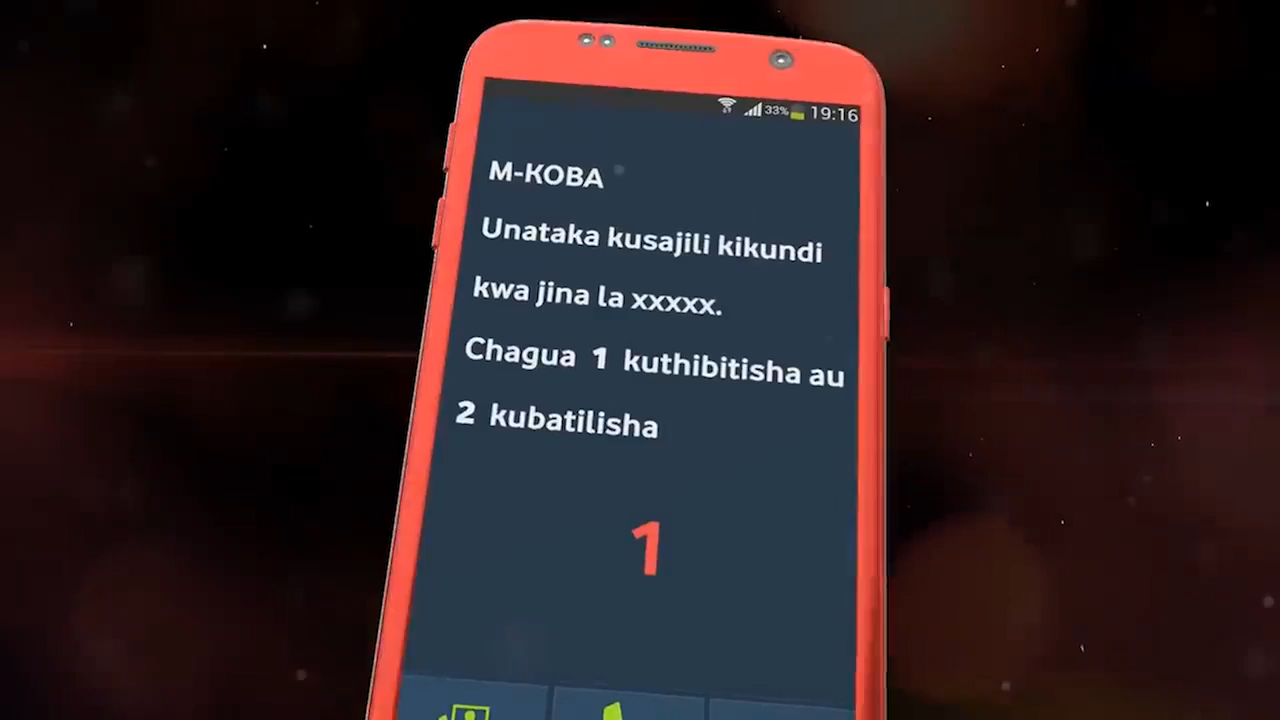 33% 19:16
M-KOBA
Unataka kusajili kikundi
kwa jina la xxxxx.
Chagua 1 kuthibitisha au
2 kubatilisha
1